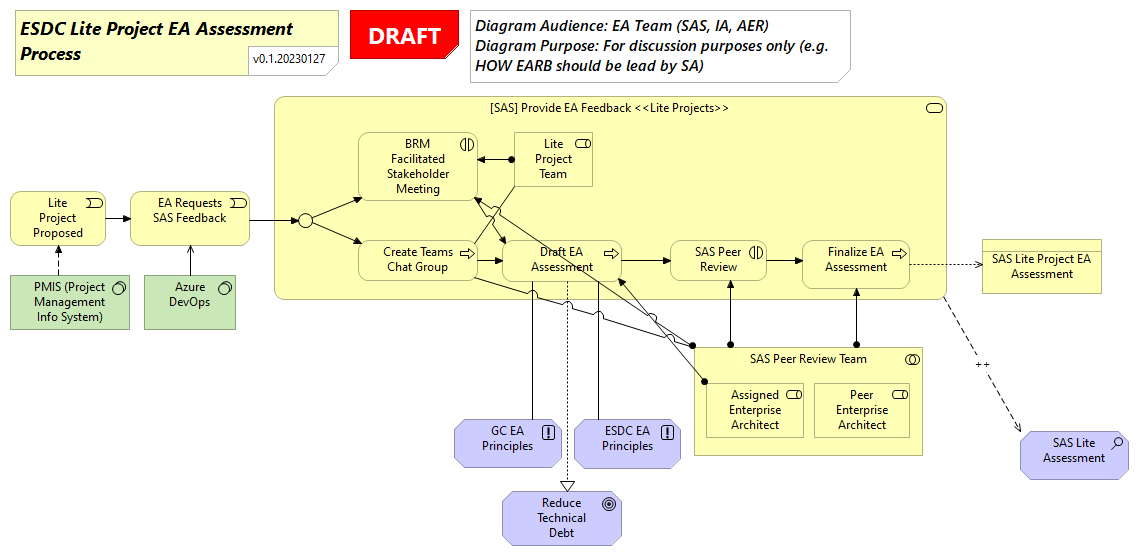 ESDC Lite Project EA Assessment
Process
v0.1.20230127
DRAFT
Diagram Audience: EA Team (SAS, IA, AER)
Diagram Purpose: For discussion purposes only (e.g.
HOW EARB should be lead by SA)
[SAS] Provide EA Feedback <<Lite Projects>>
BRM
Facilitated
Stakeholder
Meeting
Lite
Project
Team
Lite
Project
Proposed
EA Requests
SAS Feedback
Create Teams
Chat Group
Draft EA
Assessment
SAS Peer
Review
Finalize EA
Assessment
SAS Lite Project EA
Assessment
PMIS (Project
Management
Info System)
Azure
DevOps
SAS Peer Review Team
Assigned
Enterprise
Architect
Peer
Enterprise
Architect
++
GC EA
Principles
ESDC EA
Principles
SAS Lite
Assessment
Reduce
Technical
Debt